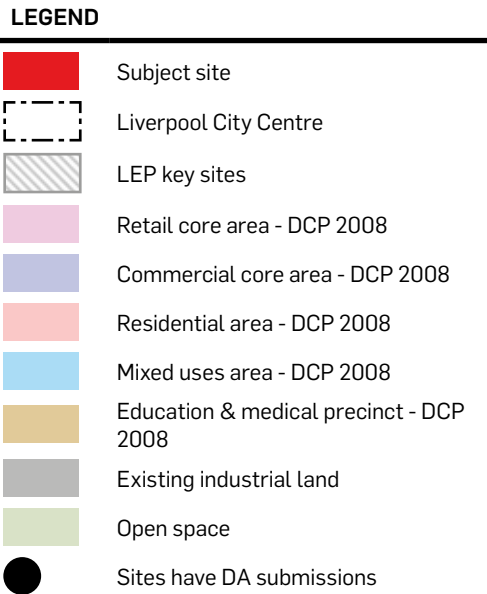 LEGEND
Subject site
Liverpool City Centre
LEP key sites
Retail core area - DCP 2008
Commercial core area - DCP 2008
Residential area - DCP 2008
Mixed uses area - DCP 2008
Education & medical precinct - DCP
2008
Existing industrial land
Open space
Sites have DA submissions